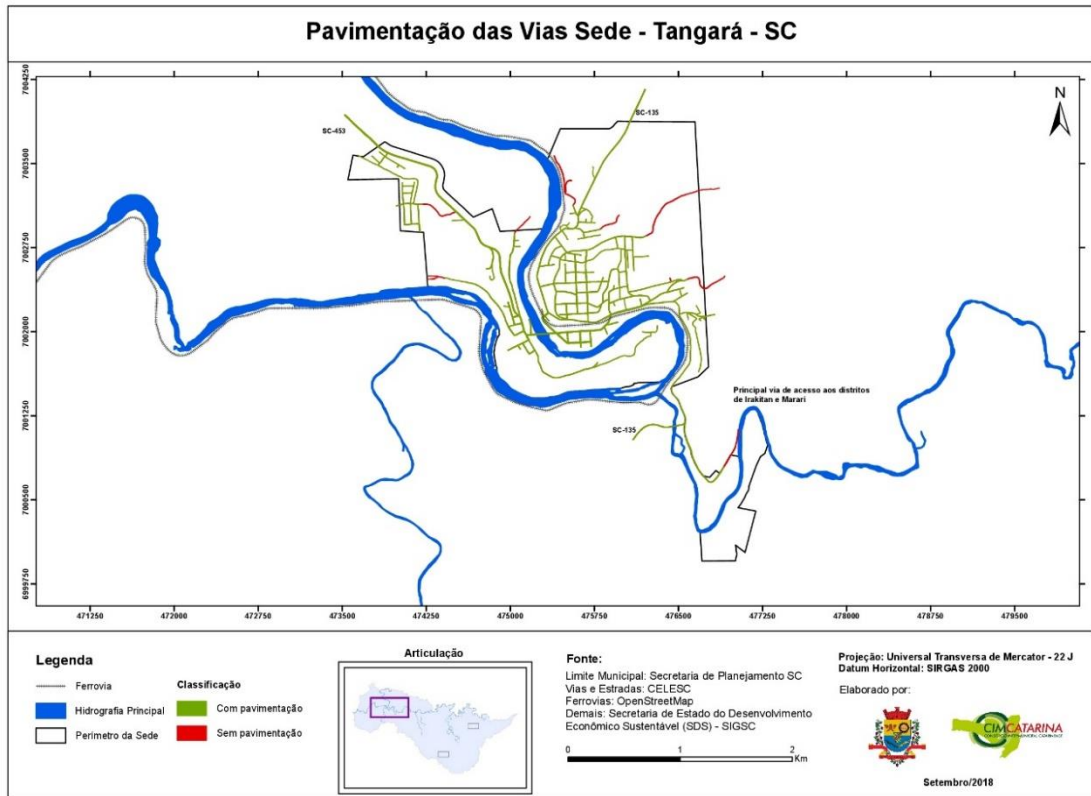 Pavimentação das Vias Sede - Tangará - SC
7004250
7003500
7002750
7002000
7001250
7000500
6999750
SC-453
SC-135
N
Principal via de acesso aos distritos
de Irakitan e Marari
SC-135
471250
472000
472750
473500
474250
475000
475750
476500
477250
478000
478750
479500
Legenda
Ferrovia
Hidrografia Principal
Perímetro da Sede
Classificação
Com pavimentação
Sem pavimentação
Articulação
Fonte:
Limite Municipal: Secretaria de Planejamento SC
Vias e Estradas: CELESC
Ferrovias: OpenStreetMap
Demais: Secretaria de Estado do Desenvolvimento
Econômico Sustentável (SDS) - SIGSC
0 1 2
Km
Projeção: Universal Transversa de Mercator - 22 J
Datum Horizontal: SIRGAS 2000
Elaborado por:
CIMCATARINA
Setembro/2018